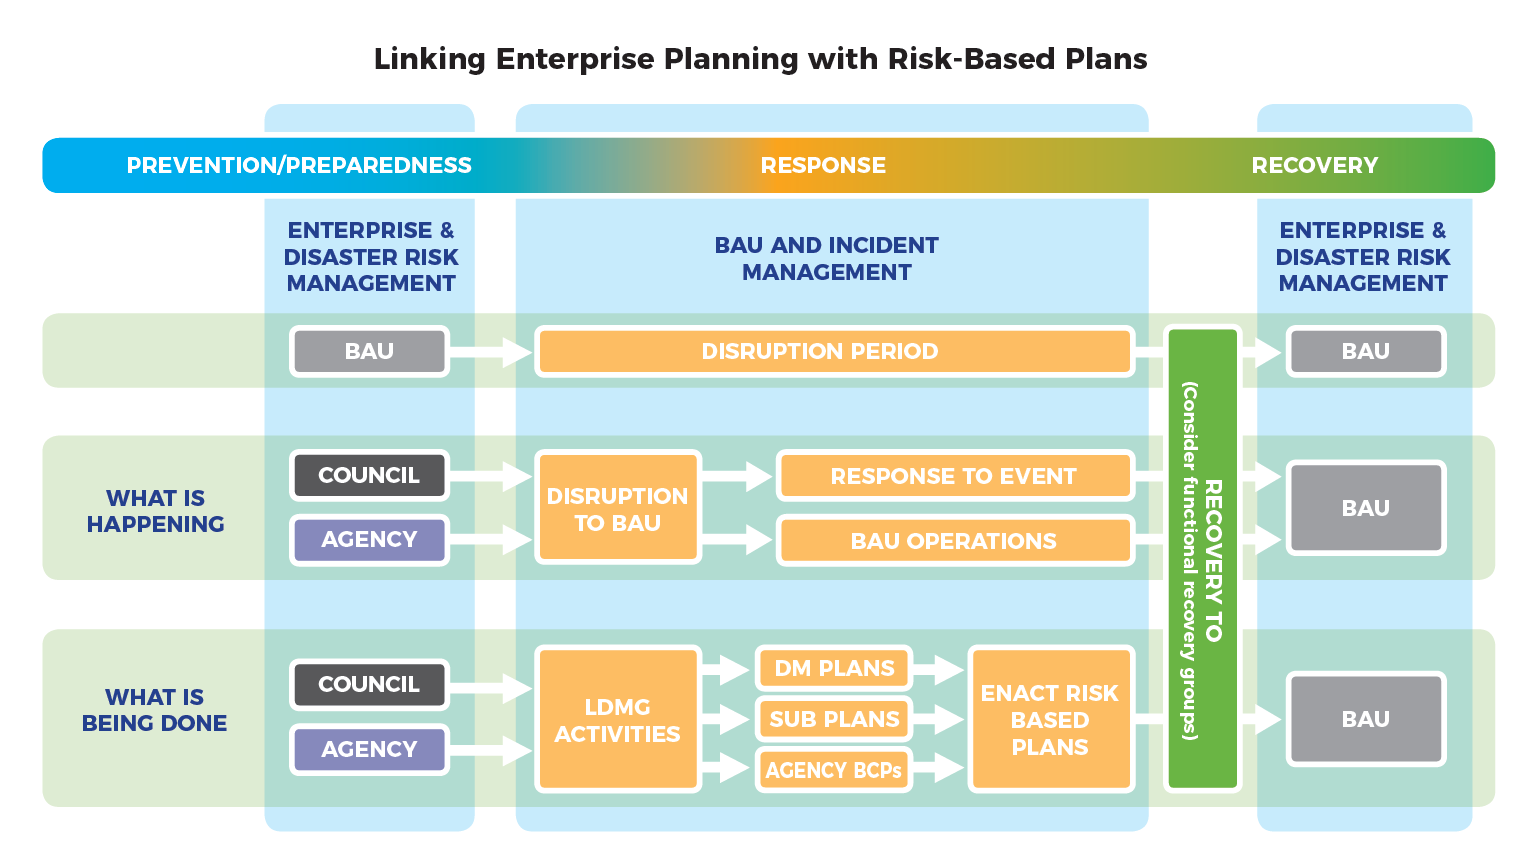 Linking Enterprise Planning with Risk-Based Plans
PREVENTION/PREPAREDNESS
RESPONSE
RECOVERY
ENTERPRISE &
DISASTER RISK
MANAGEMENT
BAU AND INCIDENT
MANAGEMENT
ENTERPRISE &
DISASTER RISK
MANAGEMENT
BAU
DISRUPTION PERIOD
BAU
WHAT IS
HAPPENING
COUNCIL
AGENCY
DISRUPTION
TO BAU
RESPONSE TO EVENT
BAU OPERATIONS
RECOVERY TO
(Consider functional recovery groups)
BAU
WHAT IS
BEING DONE
COUNCIL
AGENCY
LDMG
ACTIVITIES
DM PLANS
SUB PLANS
AGENCY BCPs
ENACT RISK
BASED
PLANS
BAU